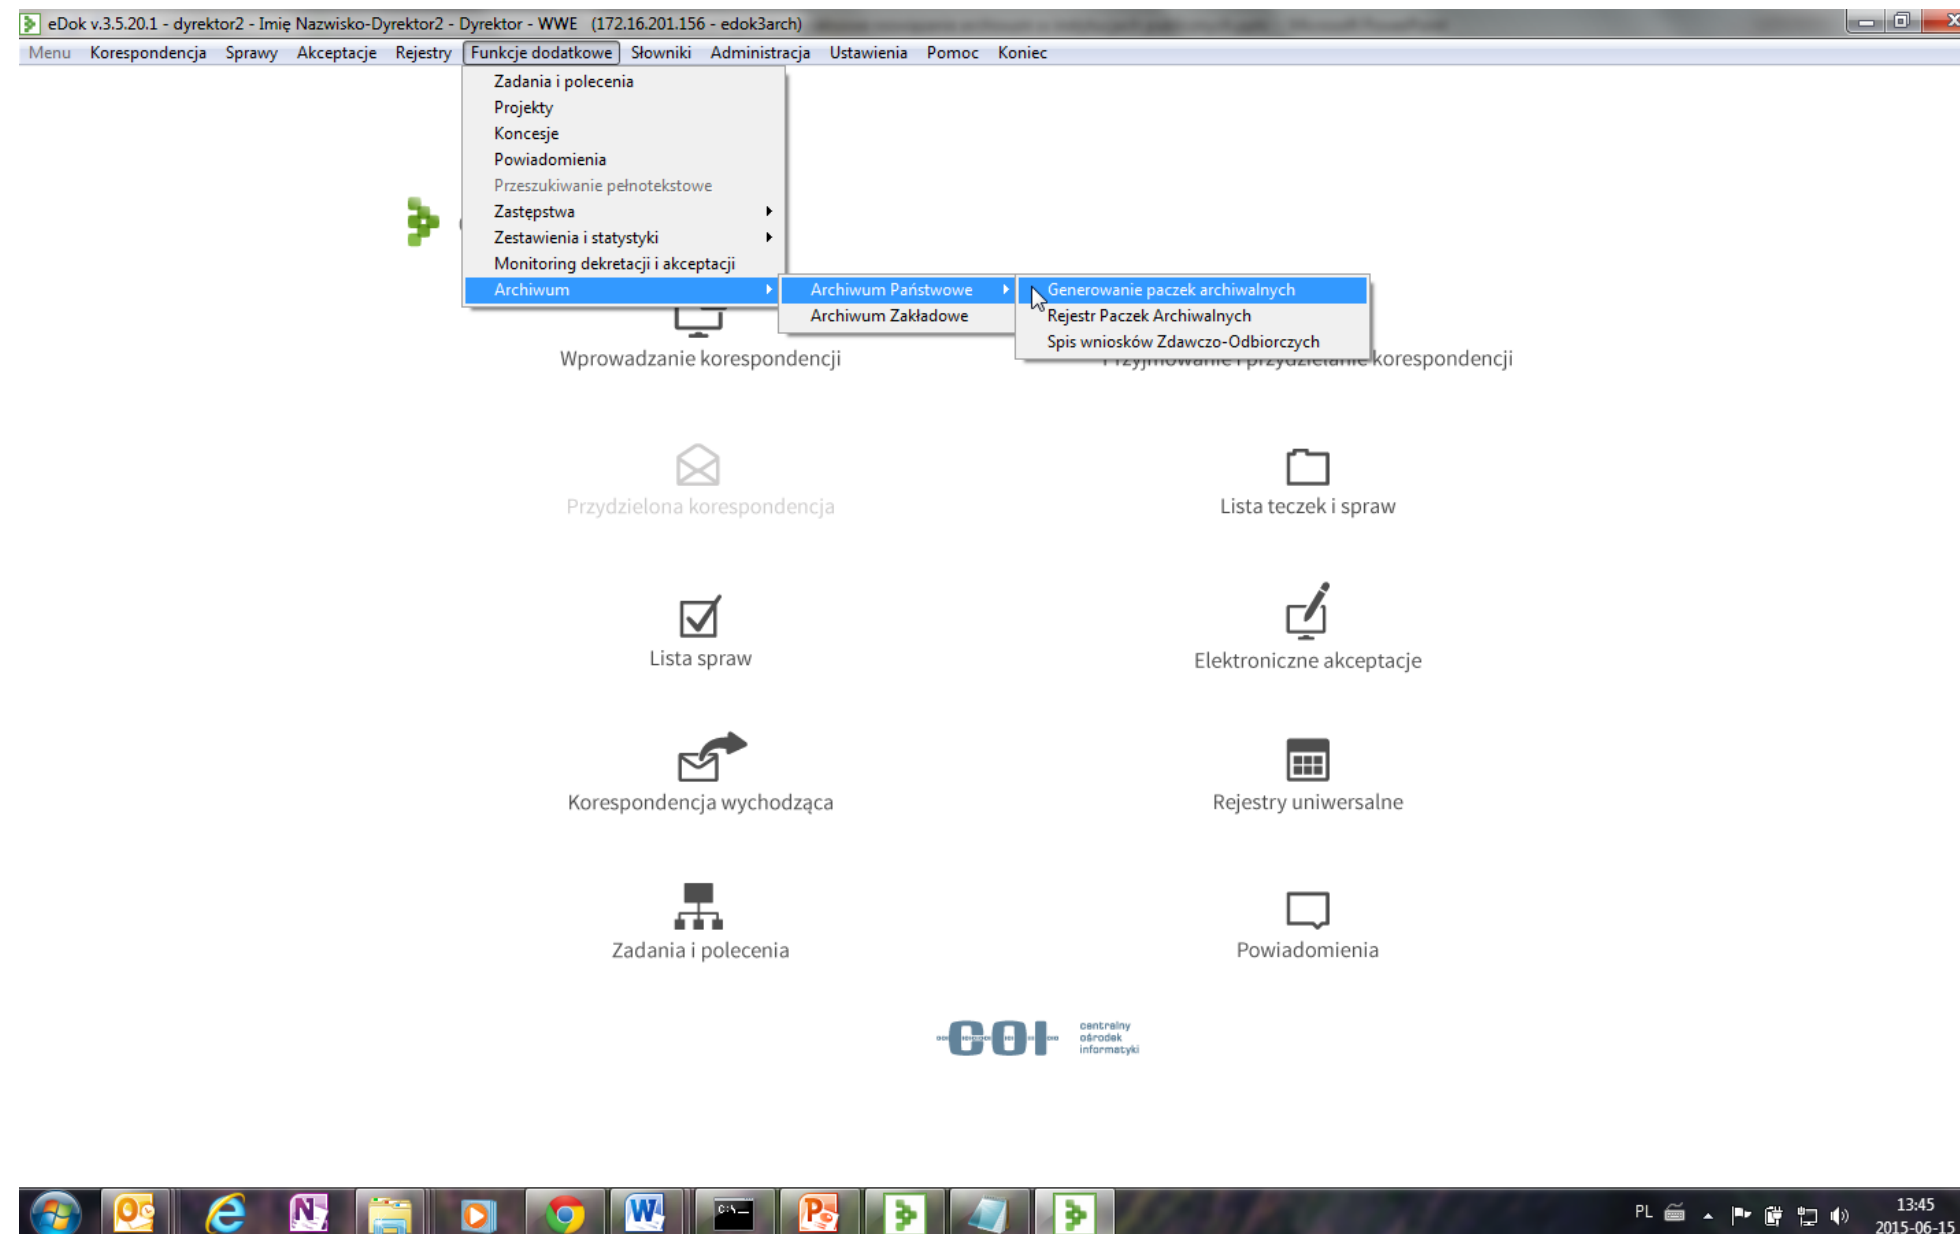 eDok v.3.5.20.1 - dyrektor2 - Imię Nazwisko-Dyrektor2 - Dyrektor - WWE (172.16.201.156 - edok3arch)
Menu Korespondencja Sprawy Akceptacje Rejestry Funkcje dodatkowe Słowniki Administracja Ustawienia Pomoc Koniec
Zadania i polecenia
Projekty
Koncesje
Powiadomienia
Przeszukiwanie pełnotekstowe
Zastępstwa
Zestawienia i statystyki
Monitoring dekretacji i akceptacji
Archiwum
Archiwum Państwowe
Archiwum Zakładowe
Generowanie paczek archiwalnych
Rejestr Paczek Archiwalnych
Spis wniosków Zdawczo-Odbiorczych
Wprowadzanie korespondencji
Przyjmowanie i przydzielanie korespondencji
Przydzielona korespondencja
Lista teczek i spraw
Lista spraw
Elektroniczne akceptacje
Korespondencja wychodząca
Rejestry uniwersalne
Zadania i polecenia
Powiadomienia
COI centralny
ośrodek
informatyki
PL
13:45
2015-06-15